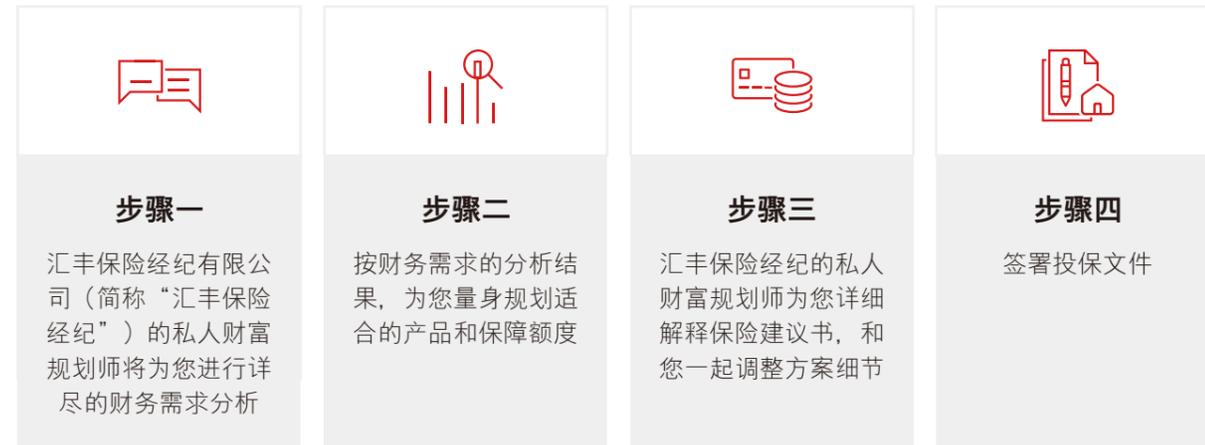 步骤一
汇丰保险经纪有限公
司（简称“汇丰保险
经纪”）的私人财富
规划师将为您进行详
尽的财务需求分析
步骤二
按财务需求的分析结
果，为您量身规划适
合的产品和保障额度
步骤三
汇丰保险经纪的私人
财富规划师为您详细
解释保险建议书，和
您一起调整方案细节
步骤四
签署投保文件